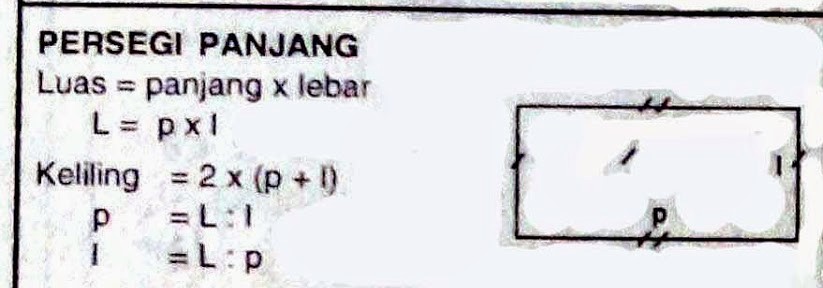 PERSEGI PANJANG
Luas = panjang x lebar
L = p x l
Keliling = 2 x (p + l)
p = L : l
l = L : p
l
p